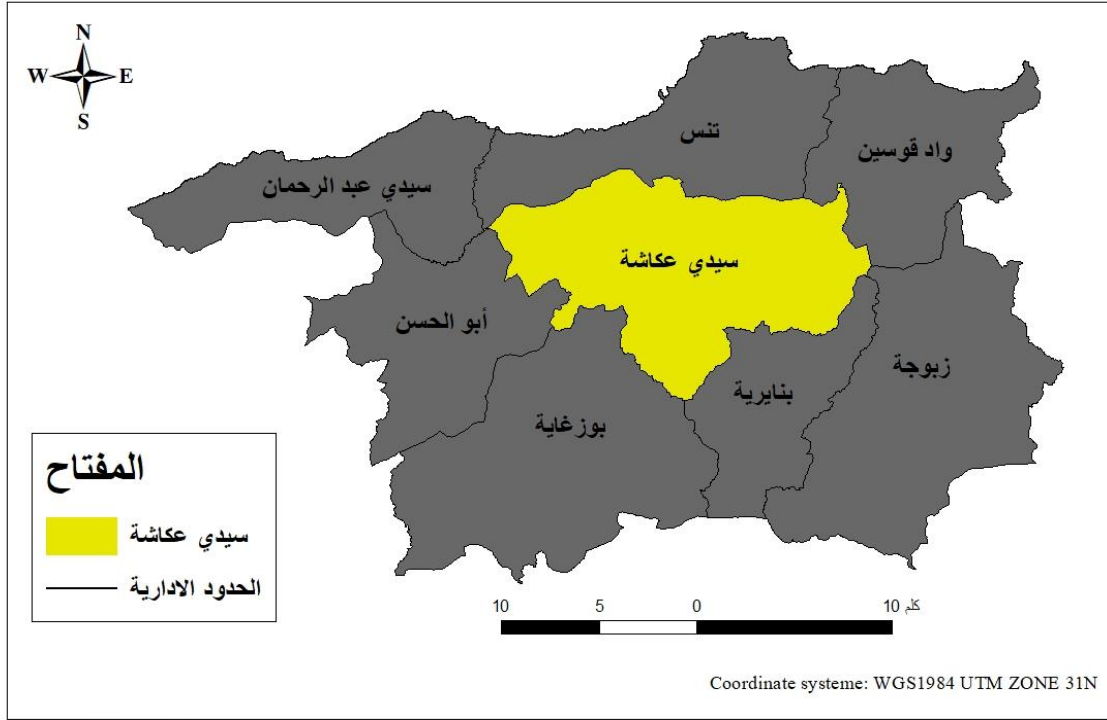 N
W E
S
تنس
واد قوسين
سيدي عبد الرحمان
سيدي عكاشة
أبو الحسن
زبوجة
بنايرية
بوزغاية
المفتاح
سيدي عكاشة
الحدود الادارية
10 5 0 10 كلم
Coordinate systeme: WGS1984 UTM ZONE 31N